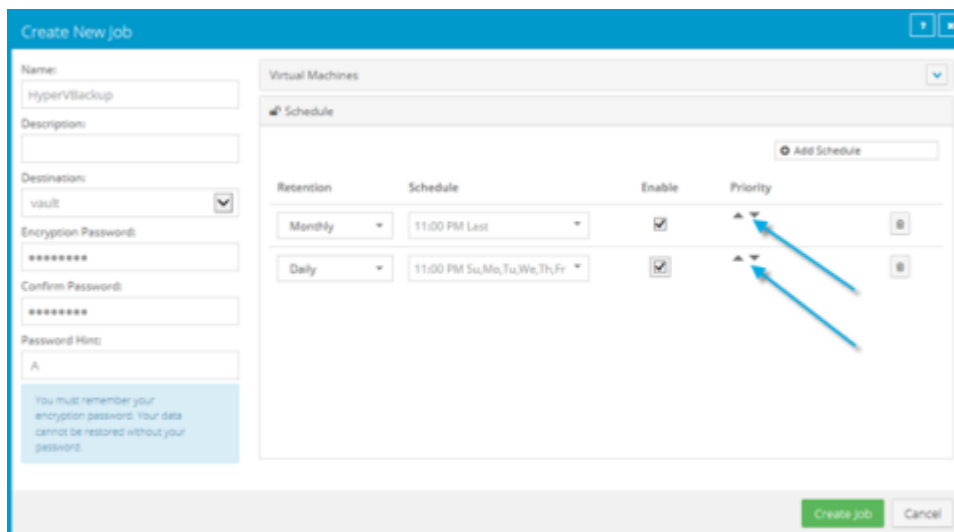 Create New Job
?
Name:
HyperVBackup
Description:
Destination:
vault
Encryption Password:
********
Confirm Password:
********
Password Hint:
A
You must remember your
encryption password. Your data
cannot be restored without your
password.
Virtual Machines
Schedule
Add Schedule
Retention Schedule Enable Priority
Monthly 11:00 PM Last
Daily 11:00 PM Su,Mo,Tu,We,Th,Fr
Create Job Cancel